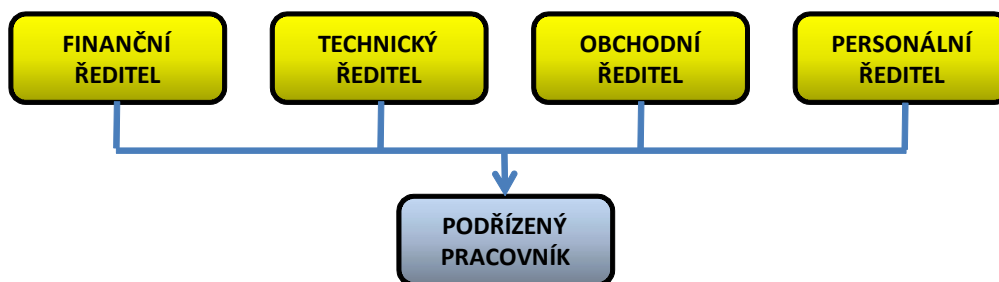 FINANČNÍ
ŘEDITEL
TECHNICKÝ
ŘEDITEL
OBCHODNÍ
ŘEDITEL
PERSONÁLNÍ
ŘEDITEL
PODŘÍZENÝ
PRACOVNÍK